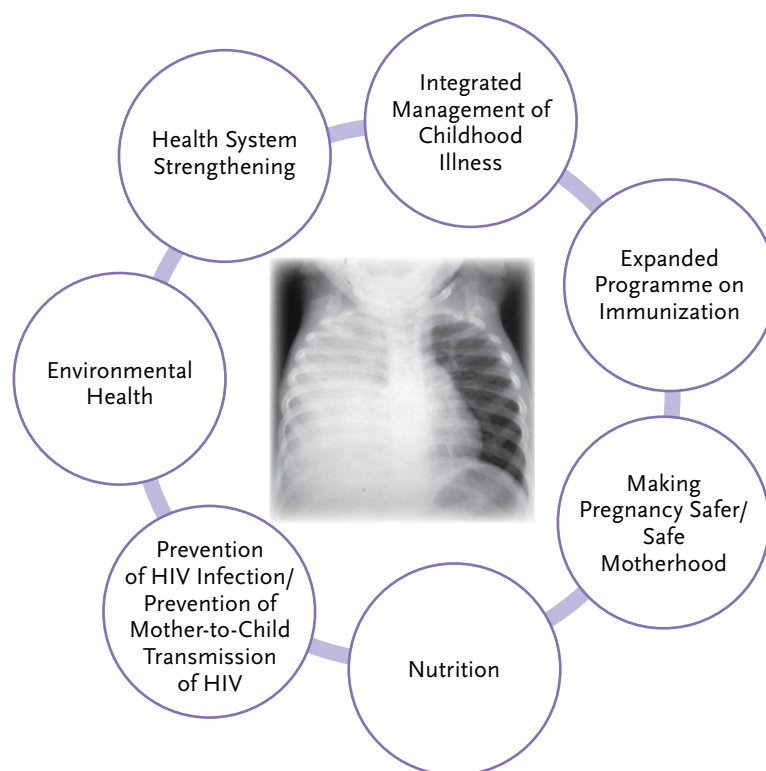 Integrated
Management of
Childhood
Illness
Expanded
Programme on
Immunization
Making
Pregnancy Safer/
Safe
Motherhood
Nutrition
Prevention
of HIV Infection/
Prevention of
Mother-to-Child
Transmission
of HIV
Environmental
Health
Health System
Strengthening